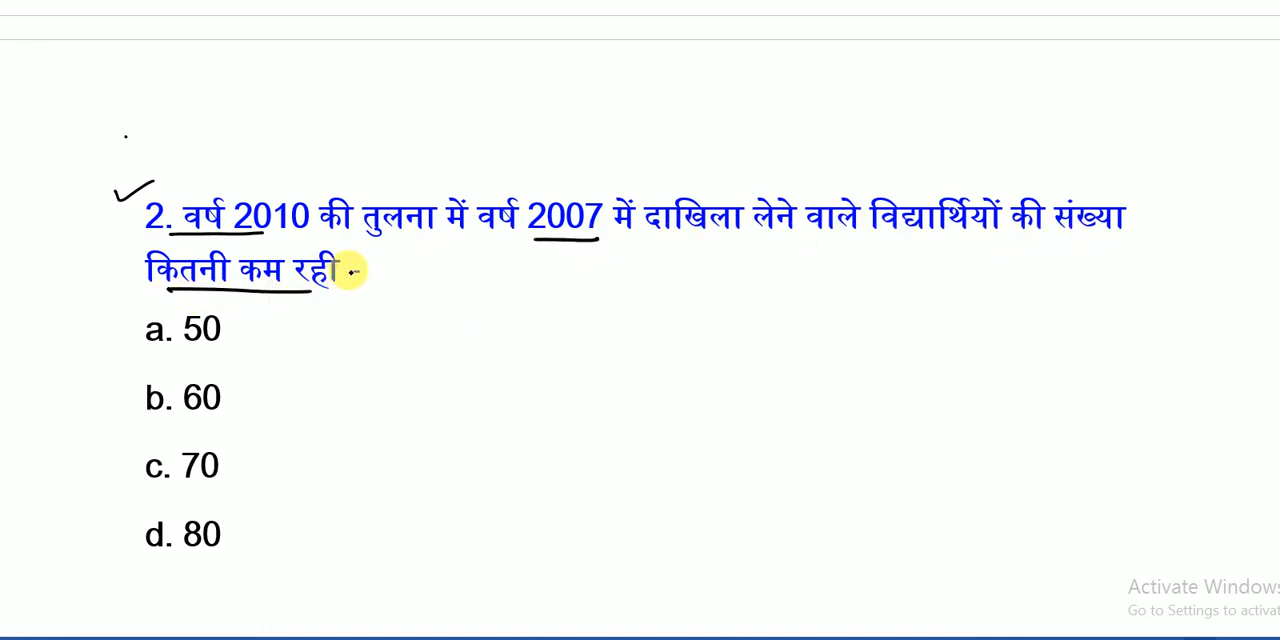 2. वर्ष 2010 की तुलना में वर्ष 2007 में दाखिला लेने वाले विद्यार्थियों की संख्या
कितनी कम रही -
a. 50
b. 60
c. 70
d. 80
Activate Windows
Go to Settings to activat